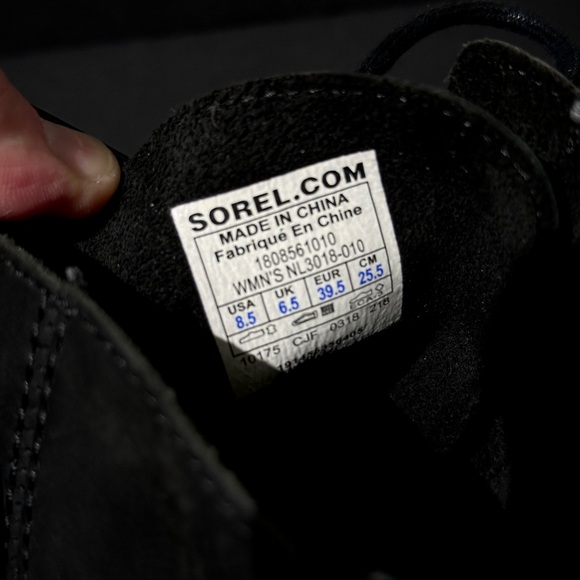 SOREL.COM
MADE IN CHINA
Fabriqué En Chine
1808561010
WMN'S NL3018-010
USA UK EUR CM
8.5 6.5 39.5 25.5
10175 CJF 0318 Z18